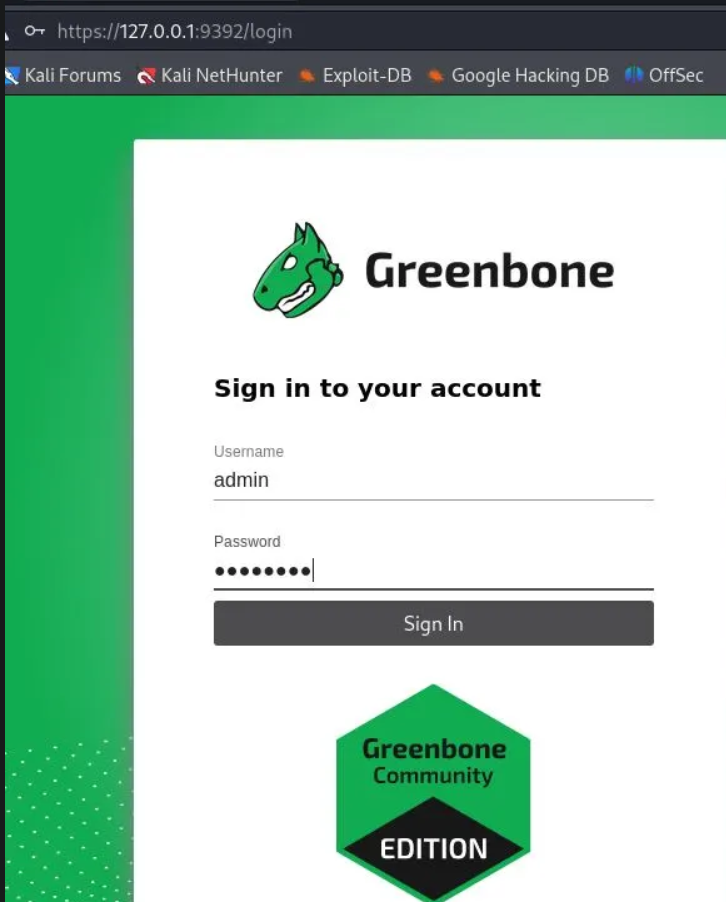 https://127.0.0.1:9392/login
Kali Forums Kali NetHunter Exploit-DB Google Hacking DB OffSec
Greenbone
Sign in to your account
Username
admin
Password
••••••••
Sign In
Greenbone
Community
EDITION